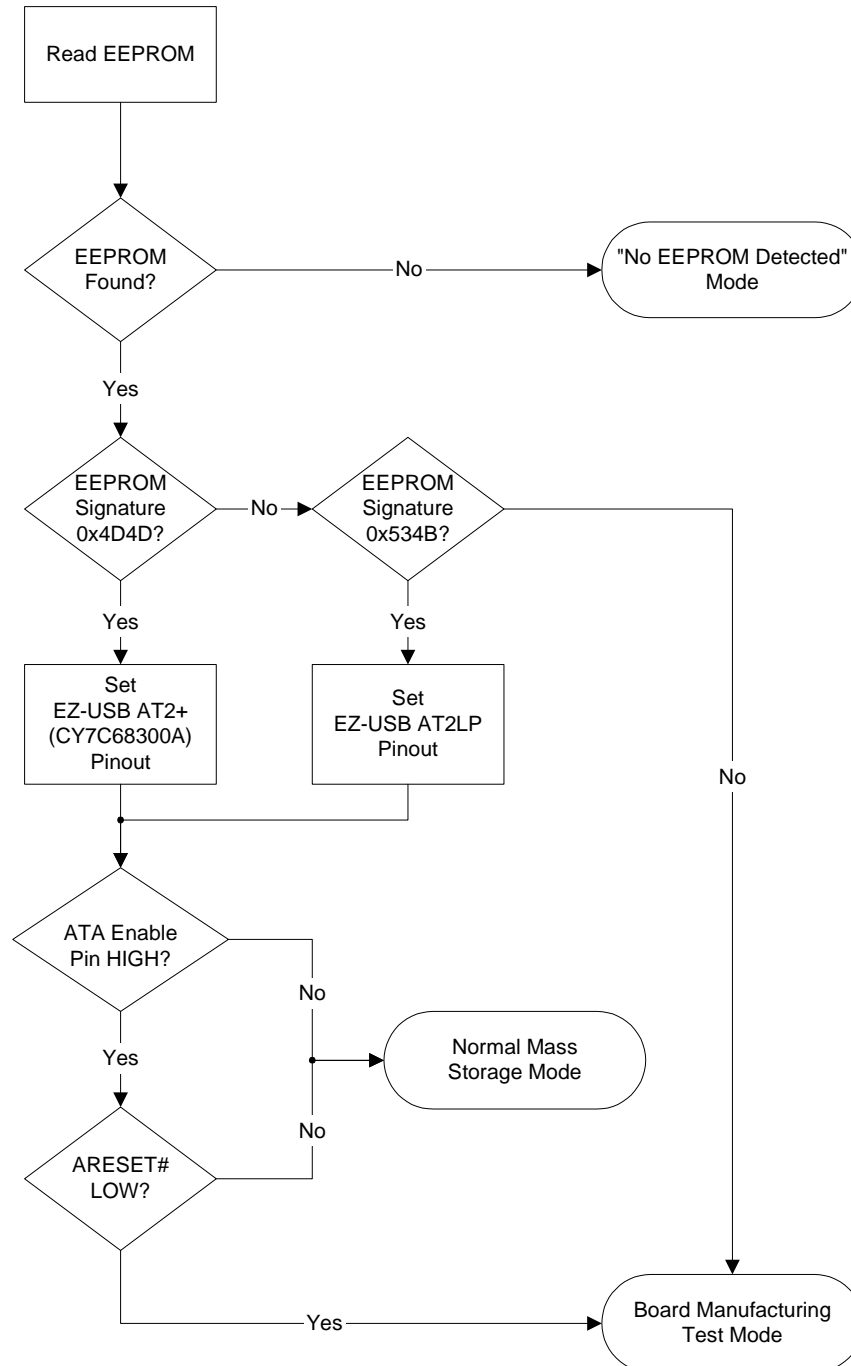 Read EEPROM
EEPROM
Found?
No
"No EEPROM Detected"
Mode
Yes
EEPROM
Signature
0x4D4D?
No
EEPROM
Signature
0x534B?
Yes
Yes
Set
EZ-USB AT2+
(CY7C68300A)
Pinout
Set
EZ-USB AT2LP
Pinout
No
ATA Enable
Pin HIGH?
No
Yes
Normal Mass
Storage Mode
No
ARESET#
LOW?
Yes
Board Manufacturing
Test Mode